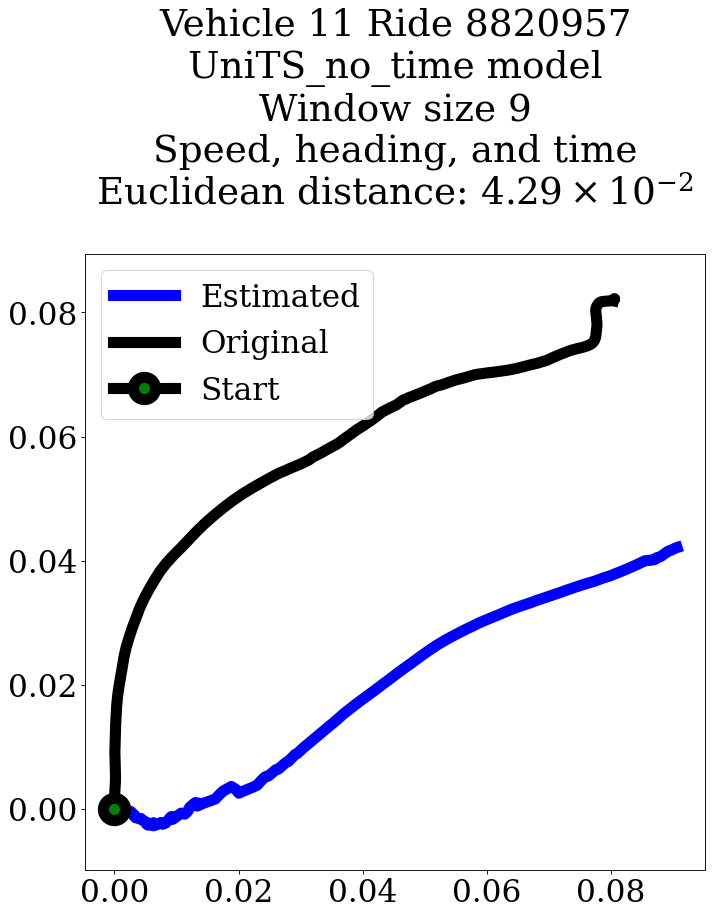 Vehicle 11 Ride 8820957
UniTS_no_time model
Window size 9
Speed, heading, and time
Euclidean distance: 4.29 × 10⁻²
Estimated
Original
Start
0.08
0.06
0.04
0.02
0.00
0.00 0.02 0.04 0.06 0.08